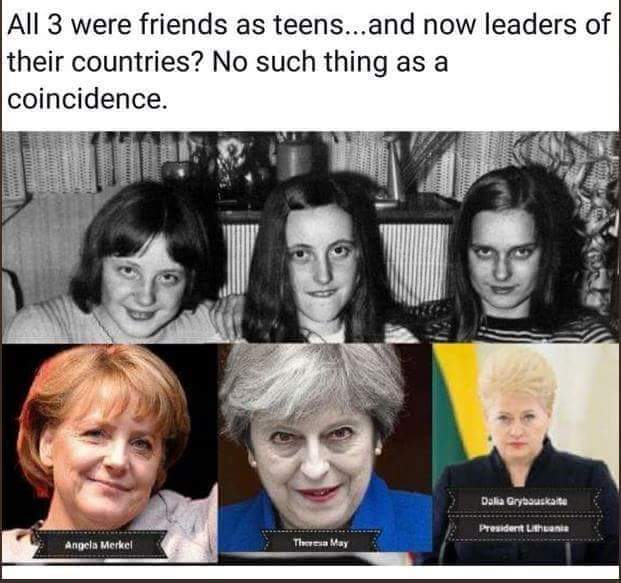 All 3 were friends as teens...and now leaders of
their countries? No such thing as a
coincidence.
Angela Merkel
Theresa May
Dalia Grybauskaite
President Lithuania